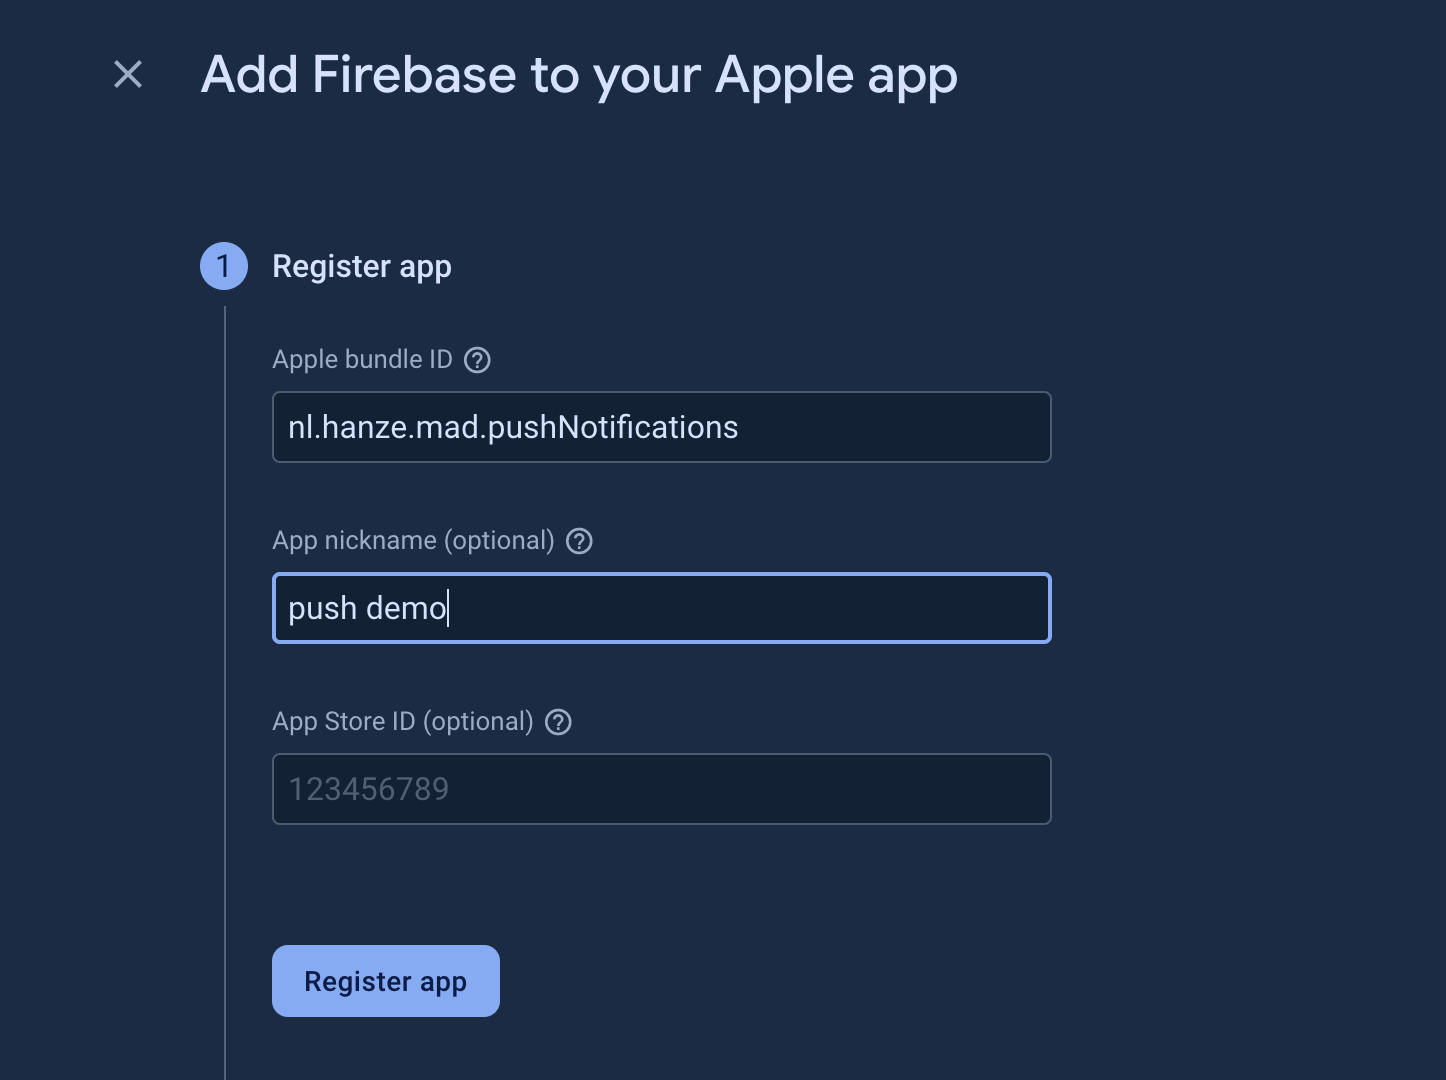 Add Firebase to your Apple app
1 Register app
Apple bundle ID ?
nl.hanze.mad.pushNotifications
App nickname (optional) ?
push demo
App Store ID (optional) ?
123456789
Register app